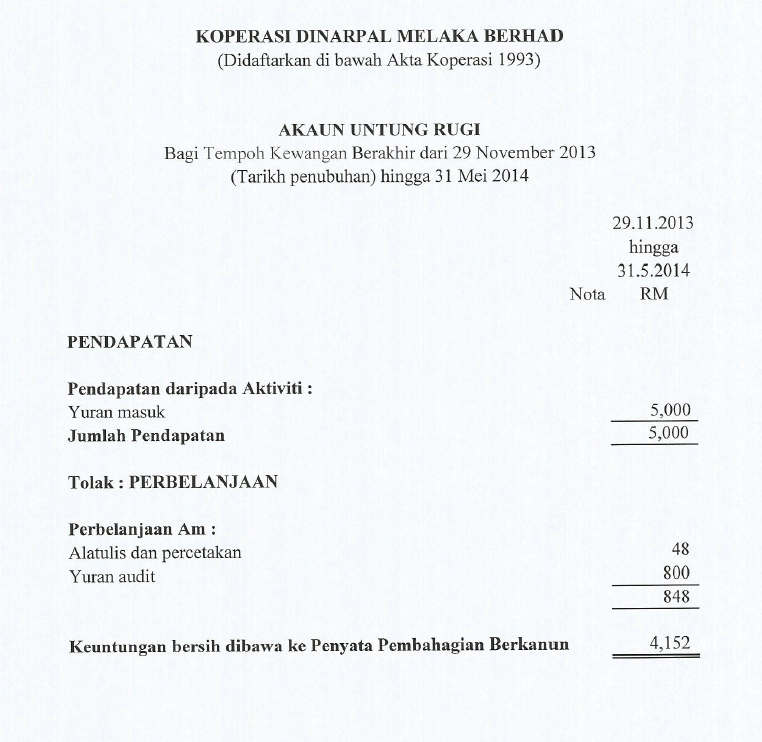 KOPERASI DINARPAL MELAKA BERHAD
(Didaftarkan di bawah Akta Koperasi 1993)
AKAUN UNTUNG RUGI
Bagi Tempoh Kewangan Berakhir dari 29 November 2013
(Tarikh penubuhan) hingga 31 Mei 2014
29.11.2013
hingga
31.5.2014
Nota RM
PENDAPATAN
Pendapatan daripada Aktiviti :
Yuran masuk 5,000
Jumlah Pendapatan 5,000
Tolak : PERBELANJAAN
Perbelanjaan Am :
Alatulis dan percetakan 48
Yuran audit 800
848
Keuntungan bersih dibawa ke Penyata Pembahagian Berkanun 4,152